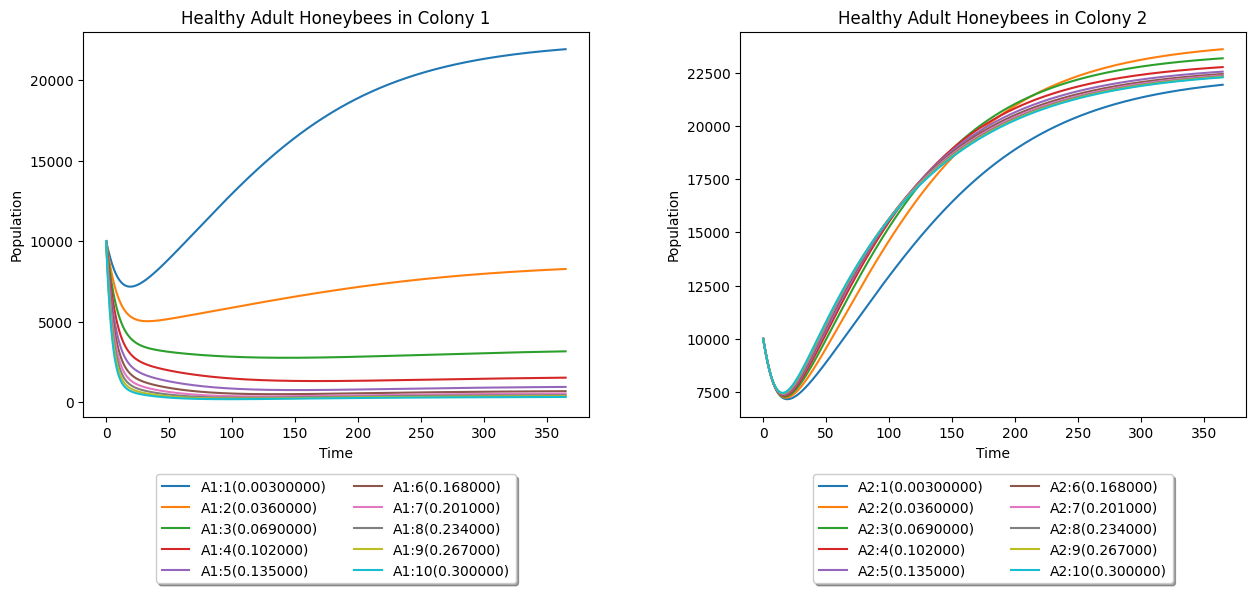 Healthy Adult Honeybees in Colony 1
Population
20000
15000
10000
5000
0
0 50 100 150 200 250 300 350
Time
A1:1(0.00300000) A1:6(0.168000)
A1:2(0.0360000) A1:7(0.201000)
A1:3(0.0690000) A1:8(0.234000)
A1:4(0.102000) A1:9(0.267000)
A1:5(0.135000) A1:10(0.300000)
Healthy Adult Honeybees in Colony 2
Population
22500
20000
17500
15000
12500
10000
7500
0 50 100 150 200 250 300 350
Time
A2:1(0.00300000) A2:6(0.168000)
A2:2(0.0360000) A2:7(0.201000)
A2:3(0.0690000) A2:8(0.234000)
A2:4(0.102000) A2:9(0.267000)
A2:5(0.135000) A2:10(0.300000)